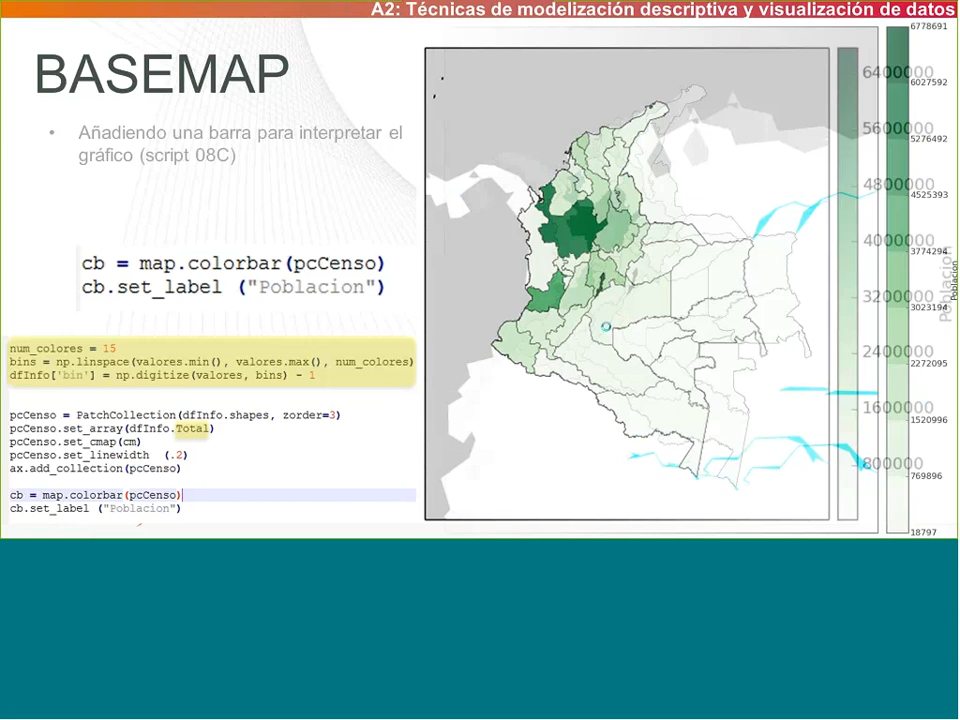 A2: Técnicas de modelización descriptiva y visualización de datos
BASEMAP
• Añadiendo una barra para interpretar el
gráfico (script 08C)
cb = map.colorbar(pcCenso)
cb.set_label ("Poblacion")
num_colores = 15
bins = np.linspace(valores.min(), valores.max(), num_colores)
dfInfo['bin'] = np.digitize(valores, bins) - 1
pcCenso = PatchCollection(dfInfo.shapes, zorder=3)
pcCenso.set_array(dfInfo.Total)
pcCenso.set_cmap(cm)
pcCenso.set_linewidth (.2)
ax.add_collection(pcCenso)
cb = map.colorbar(pcCenso)
cb.set_label ("Poblacion")
6400000
5600000
4800000
4000000
3200000
2400000
1600000
800000
Poblacion
6778691
6027592
5276492
4525393
3774294
3023194
2272095
1520996
769896
18797
Poblacion